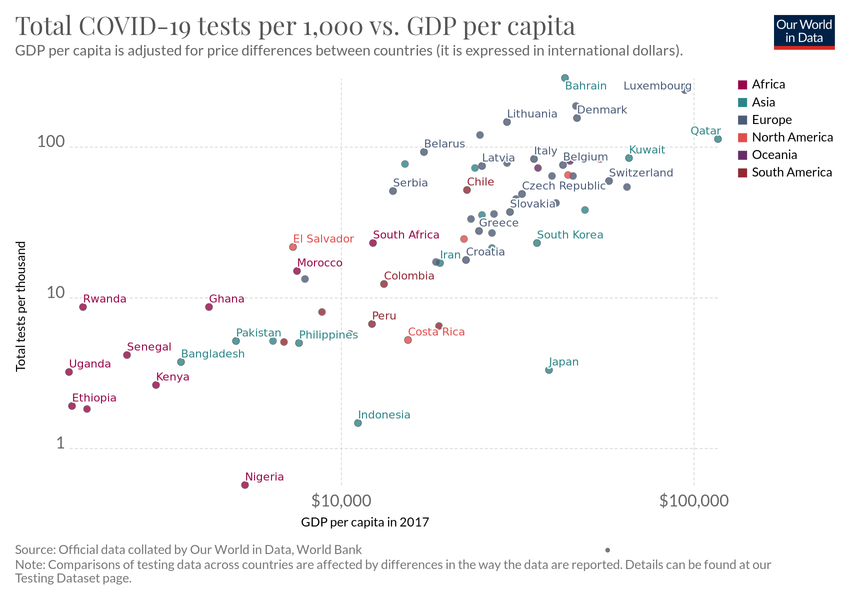 Total COVID-19 tests per 1,000 vs. GDP per capita
GDP per capita is adjusted for price differences between countries (it is expressed in international dollars).
Our World
in Data
Bahrain
Luxembourg
Africa
Asia
Europe
North America
Oceania
South America
Lithuania
Denmark
Qatar
100
Belarus
Latvia
Italy
Belgium
Kuwait
Serbia
Chile
Czech Republic
Switzerland
Slovakia
Greece
El Salvador
South Africa
South Korea
Morocco
Iran
Croatia
Colombia
10
Rwanda
Ghana
Peru
Pakistan
Philippines
Costa Rica
Senegal
Bangladesh
Uganda
Kenya
Japan
Ethiopia
Indonesia
1
Nigeria
Total tests per thousand
$10,000
$100,000
GDP per capita in 2017
Source: Official data collated by Our World in Data, World Bank
Note: Comparisons of testing data across countries are affected by differences in the way the data are reported. Details can be found at our
Testing Dataset page.